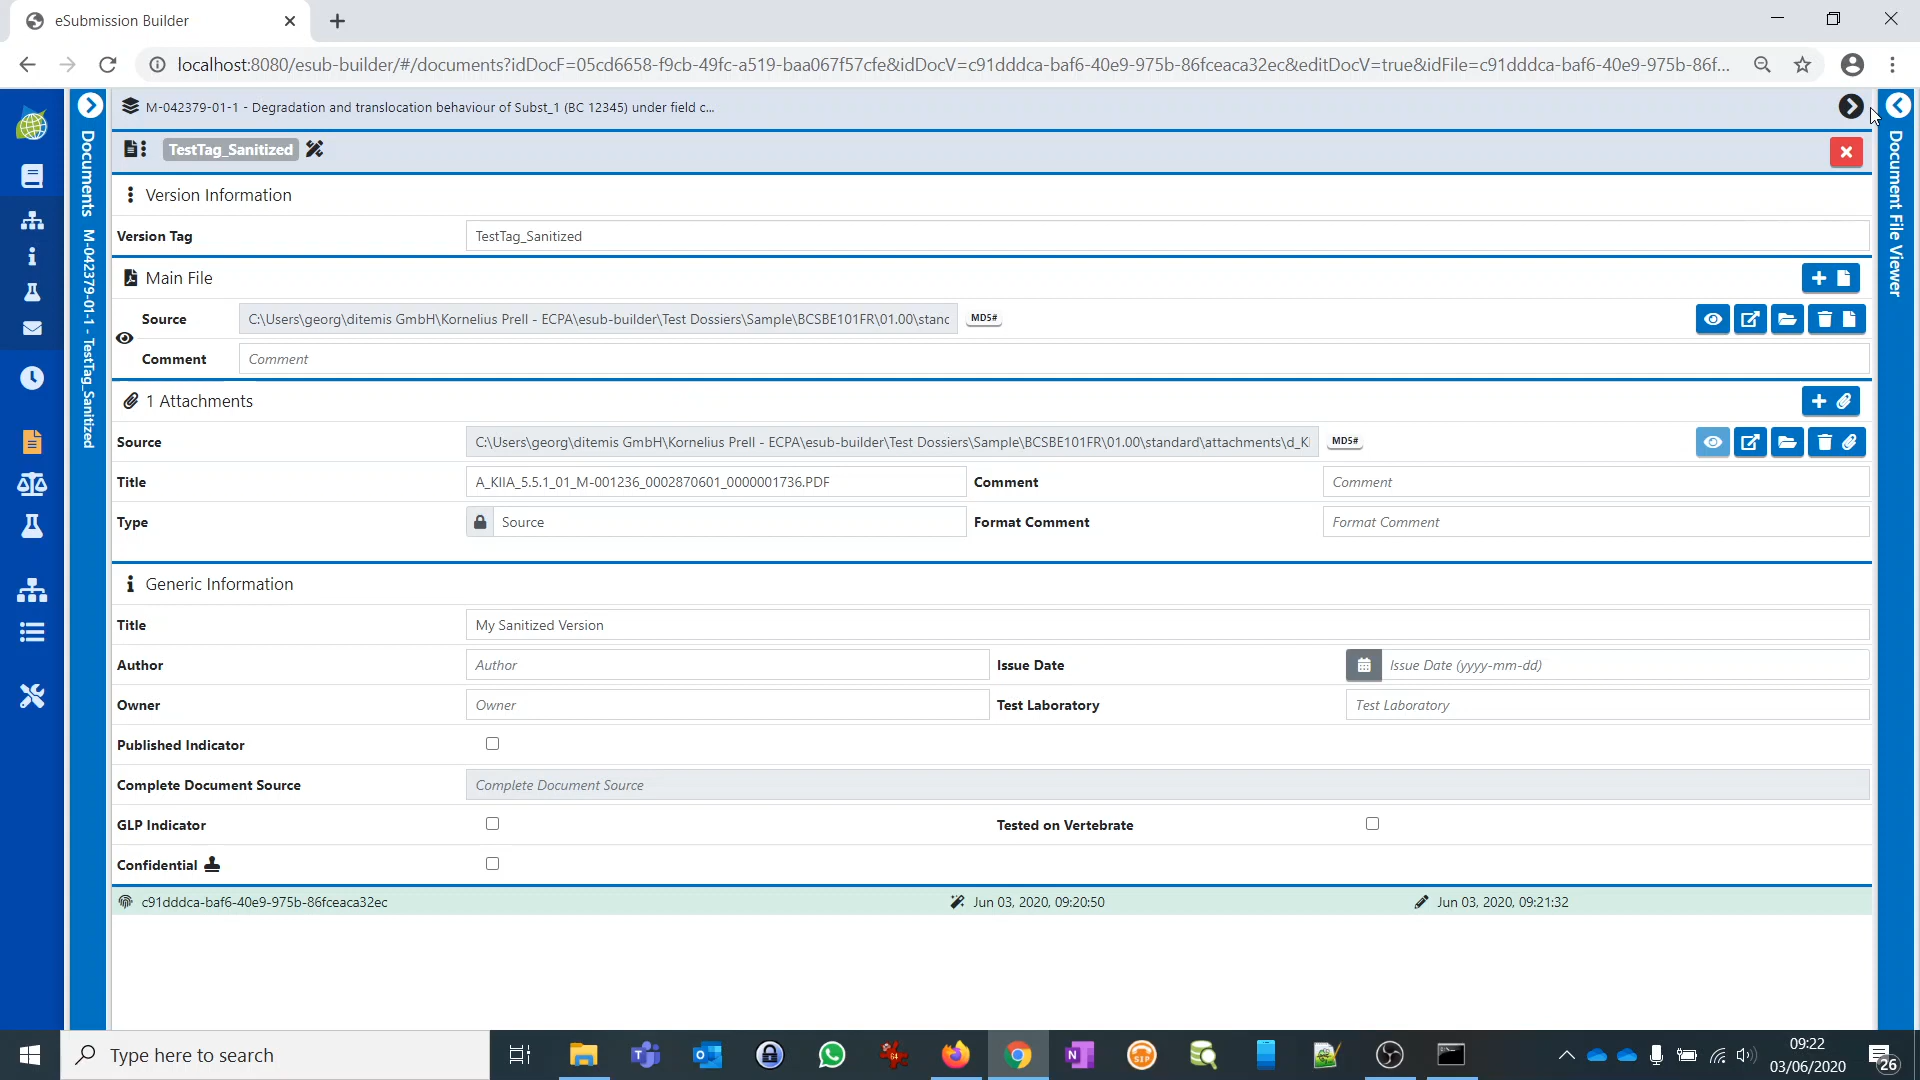 eSubmission Builder
localhost:8080/esub-builder/#/documents?idDocF=05cd6658-f9cb-49fc-a519-baa067f57cfe&idDocV=c91dddca-baf6-40e9-975b-86fceaca32ec&editDocV=true&idFile=c91dddca-baf6-40e9-975b-86f...
Documents M-042379-01-1 - TestTag_Sanitized
M-042379-01-1 - Degradation and translocation behaviour of Subst_1 (BC 12345) under field c...
Document File Viewer
TestTag_Sanitized
Version Information
Version Tag TestTag_Sanitized
Main File
Source C:\Users\georg\ditemis GmbH\Kornelius Prell - ECPA\esub-builder\Test Dossiers\Sample\BCSBE101FR\01.00\stanc MD5#
Comment Comment
1 Attachments
Source C:\Users\georg\ditemis GmbH\Kornelius Prell - ECPA\esub-builder\Test Dossiers\Sample\BCSBE101FR\01.00\standard\attachments\d_KI MD5#
Title A_KIIA_5.5.1_01_M-001236_0002870601_0000001736.PDF Comment Comment
Type Source Format Comment Format Comment
Generic Information
Title My Sanitized Version
Author Author Issue Date Issue Date (yyyy-mm-dd)
Owner Owner Test Laboratory Test Laboratory
Published Indicator
Complete Document Source Complete Document Source
GLP Indicator Tested on Vertebrate
Confidential
c91dddca-baf6-40e9-975b-86fceaca32ec Jun 03, 2020, 09:20:50 Jun 03, 2020, 09:21:32
Type here to search
09:22
03/06/2020
26